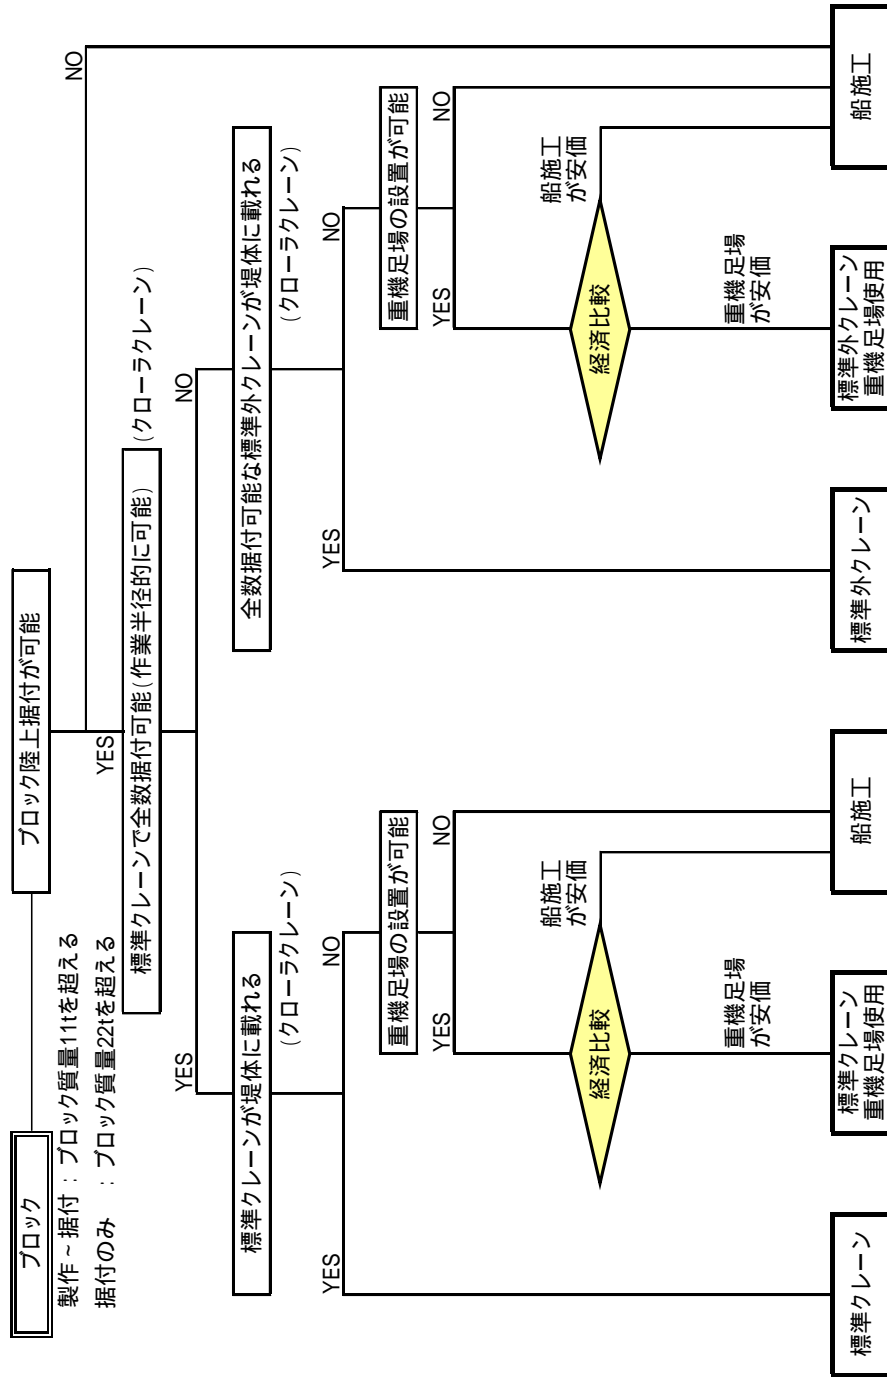 ブロック
ブロック陸上据付が可能
製作～据付：ブロック質量11tを超える
据付のみ　：ブロック質量22tを超える
YES
NO
標準クレーンで全数据付可能(作業半径的に可能)
(クローラクレーン)
YES
NO
標準クレーンが堤体に載れる
(クローラクレーン)
全数据付可能な標準外クレーンが堤体に載れる
(クローラクレーン)
YES
NO
YES
NO
重機足場の設置が可能
重機足場の設置が可能
YES
NO
YES
NO
経済比較
船施工
が安価
経済比較
船施工
が安価
重機足場
が安価
重機足場
が安価
標準クレーン
標準クレーン
重機足場使用
船施工
標準外クレーン
標準外クレーン
重機足場使用
船施工